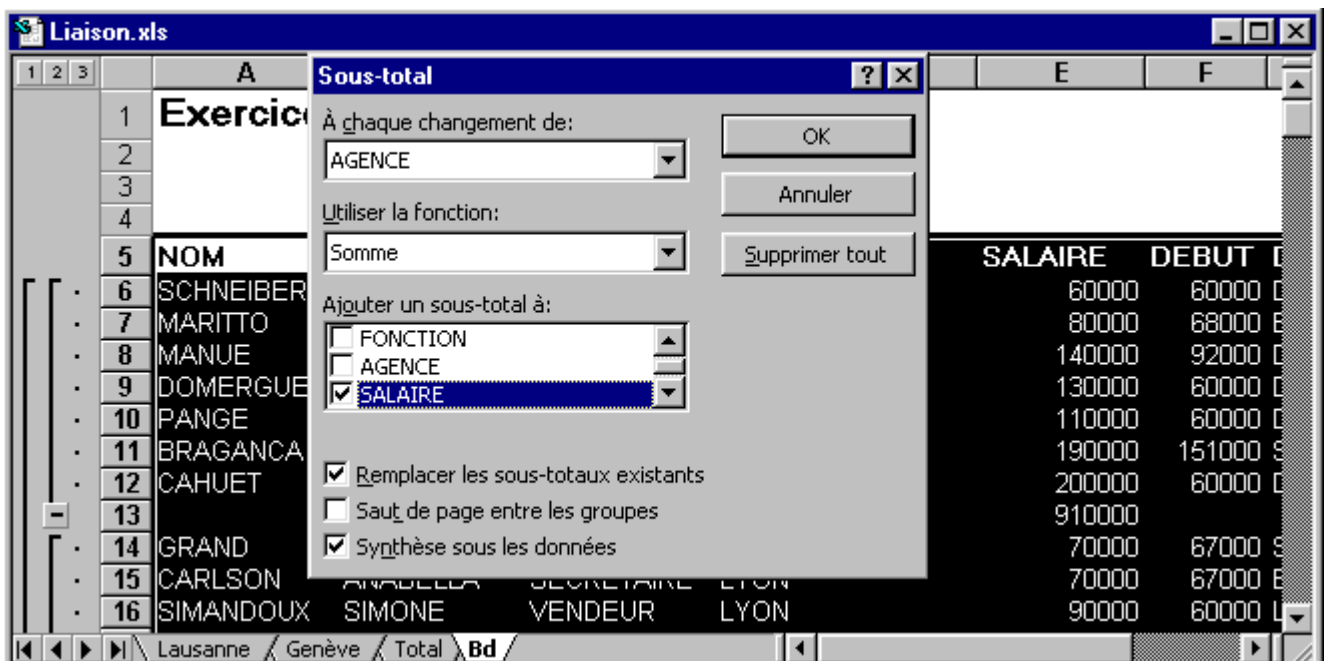 Liaison.xls
1 2 3 A E F
Sous-total
1 Exercic
2
3
4
À chaque changement de:
AGENCE
Utiliser la fonction:
Somme
Ajouter un sous-total à:
FONCTION
AGENCE
SALAIRE
Remplacer les sous-totaux existants
Saut de page entre les groupes
Synthèse sous les données
OK
Annuler
Supprimer tout
5 NOM SALAIRE DEBUT
6 SCHNEIBER 60000 60000
7 MARITTO 80000 68000
8 MANUE 140000 92000
9 DOMERGUE 130000 60000
10 PANGE 110000 60000
11 BRAGANCA 190000 151000
12 CAHUET 200000 60000
13 910000
14 GRAND 70000 67000
15 CARLSON ANABELLA SECRETAIRE LYON 70000 67000
16 SIMANDOUX SIMONE VENDEUR LYON 90000 60000
Lausanne Genève Total Bd